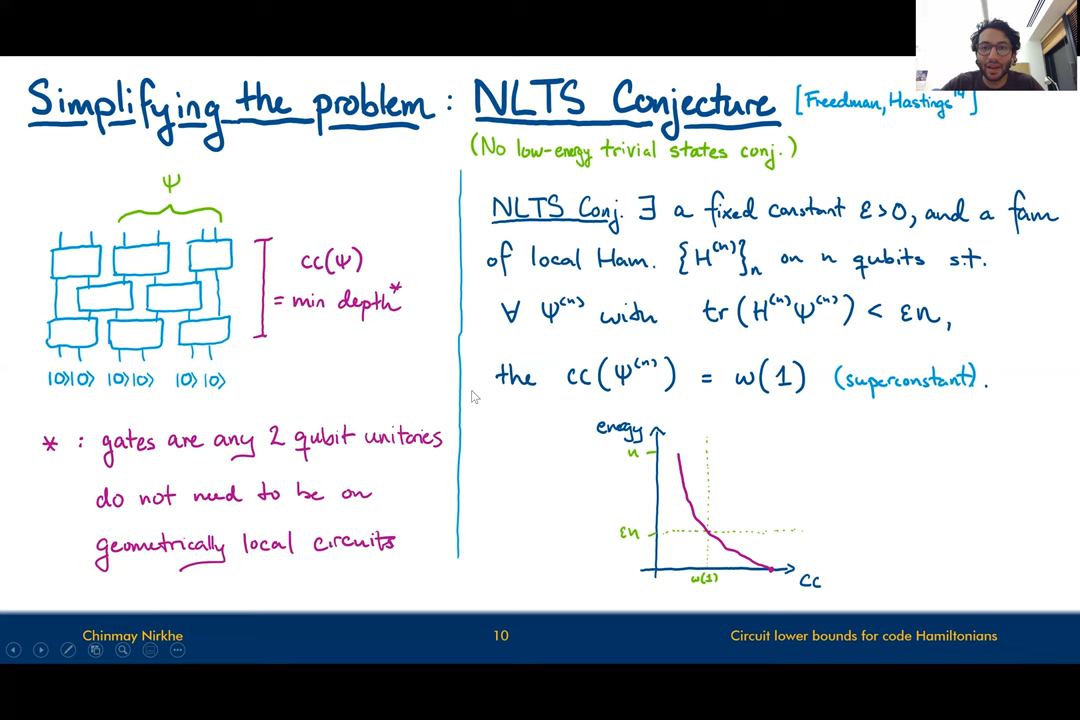 Simplifying the problem : NLTS Conjecture [Freedman, Hastings '14]
(No low-energy trivial states conj.)
Ψ
cc(Ψ)
= min depth*
|0⟩|0⟩ |0⟩|0⟩ |0⟩|0⟩
* : gates are any 2 qubit unitaries
do not need to be on
geometrically local circuits
NLTS Conj. ∃ a fixed constant ε>0, and a fam
of local Ham. {H⁽ⁿ⁾}ₙ on n qubits s.t.
∀ Ψ⁽ⁿ⁾ with tr(H⁽ⁿ⁾Ψ⁽ⁿ⁾) < εn,
the cc(Ψ⁽ⁿ⁾) = ω(1) (superconstant).
energy
n
εn
ω(1)
CC
Chinmay Nirkhe
10
Circuit lower bounds for code Hamiltonians